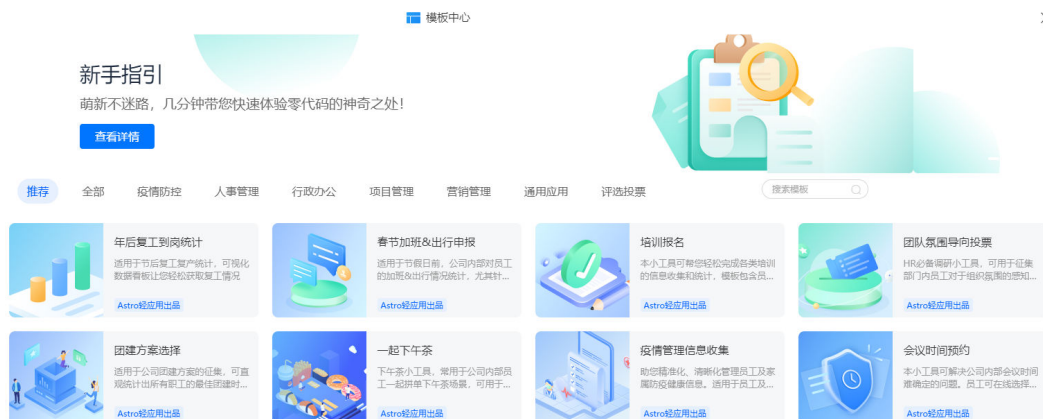 模板中心
新手指引
萌新不迷路，几分钟带您快速体验零代码的神奇之处！
查看详情
推荐 全部 疫情防控 人事管理 行政办公 项目管理 营销管理 通用应用 评选投票 搜索模板
年后复工到岗统计
适用于节后复工复产统计，可视化
数据看板让您轻松获取复工情况
Astro轻应用出品
春节加班&出行申报
适用于节假日前，公司内部对员工
的加班&出行情况统计，尤其针...
Astro轻应用出品
培训报名
本小工具可帮您轻松完成各类培训
的信息收集和统计，模板包含员...
Astro轻应用出品
团队氛围导向投票
HR必备调研小工具，可用于征集
部门内员工对于组织氛围的感知...
Astro轻应用出品
团建方案选择
适用于公司团建方案的征集，可直
观统计出所有职工的最佳团建时...
Astro轻应用出品
一起下午茶
下午茶小工具，常用于公司内部员
工一起拼单下午茶场景，可用于...
Astro轻应用出品
疫情管理信息收集
助您精准化、清晰化管理员工及家
属防疫健康信息。适用于员工及...
Astro轻应用出品
会议时间预约
本小工具可解决公司内部会议时间
难确定的问题。员工可在线选择...
Astro轻应用出品